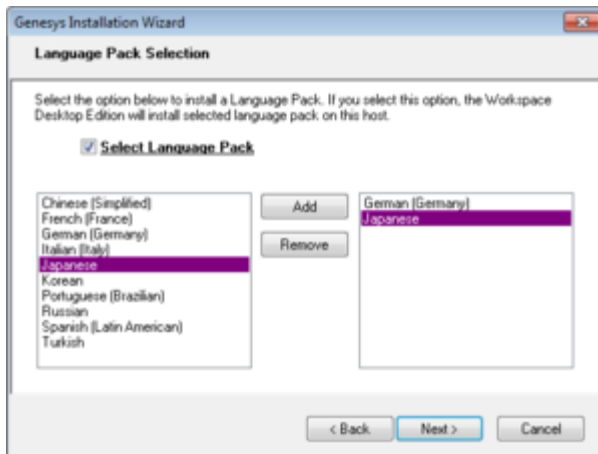 Genesys Installation Wizard
Language Pack Selection
Select the option below to install a Language Pack. If you select this option, the Workspace
Desktop Edition will install selected language pack on this host.
Select Language Pack
Chinese (Simplified)
French (France)
German (Germany)
Italian (Italy)
Japanese
Korean
Portuguese (Brazilian)
Russian
Spanish (Latin American)
Turkish
Add
Remove
German (Germany)
Japanese
< Back
Next >
Cancel